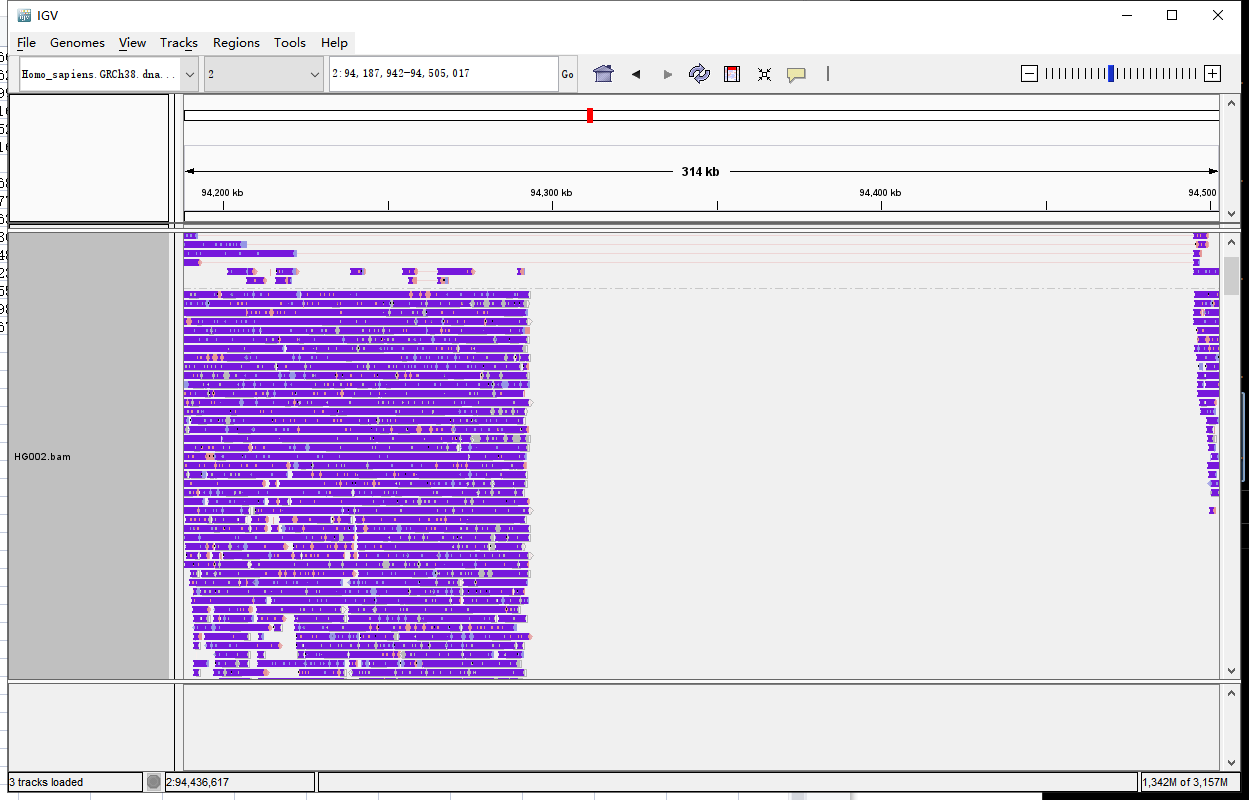 IGV
File Genomes View Tracks Regions Tools Help
Homo_sapiens.GRCh38.dna... 2 2:94,187,942-94,505,017 Go
314 kb
94,200 kb 94,300 kb 94,400 kb 94,500
HG002.bam
3 tracks loaded 2:94,436,617 1,342M of 3,157M